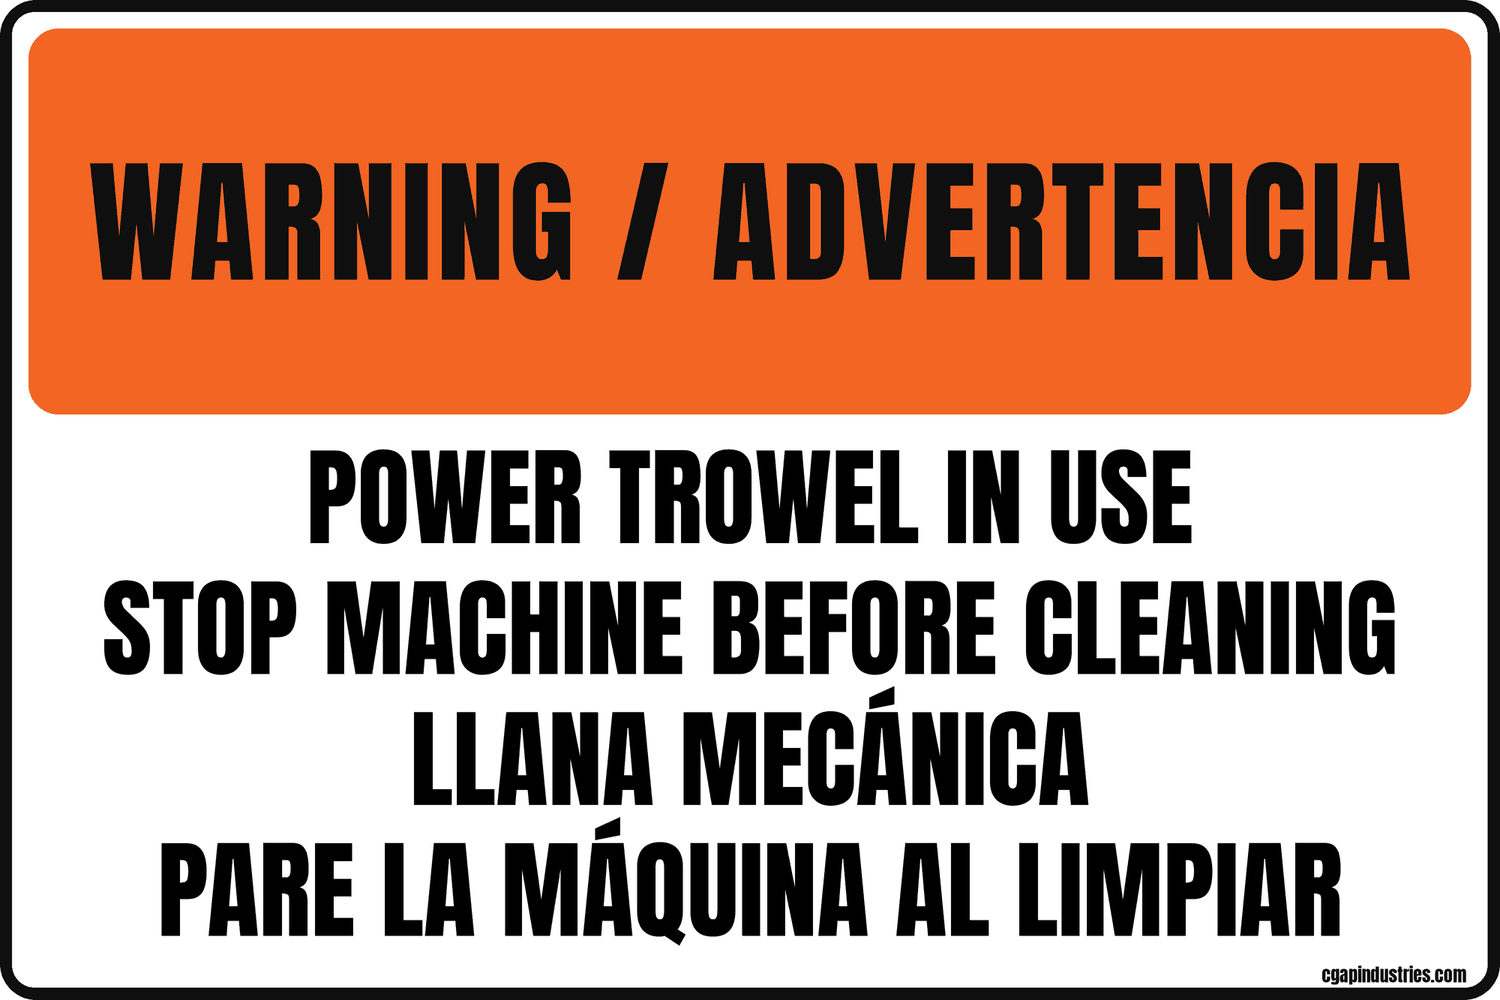 WARNING / ADVERTENCIA
POWER TROWEL IN USE
STOP MACHINE BEFORE CLEANING
LLANA MECÁNICA
PARE LA MÁQUINA AL LIMPIAR
cgapindustries.com